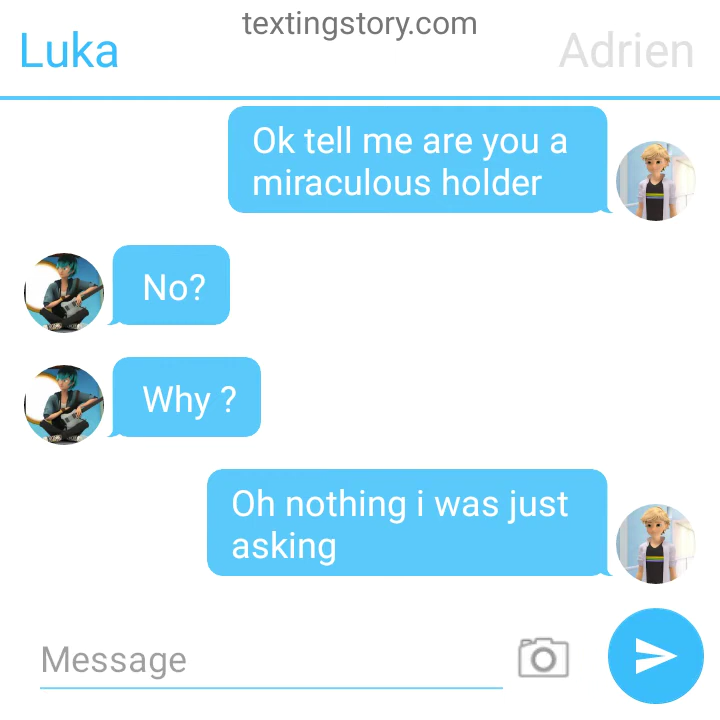 textingstory.com
Luka
Adrien
Ok tell me are you a
miraculous holder
No?
Why ?
Oh nothing i was just
asking
Message